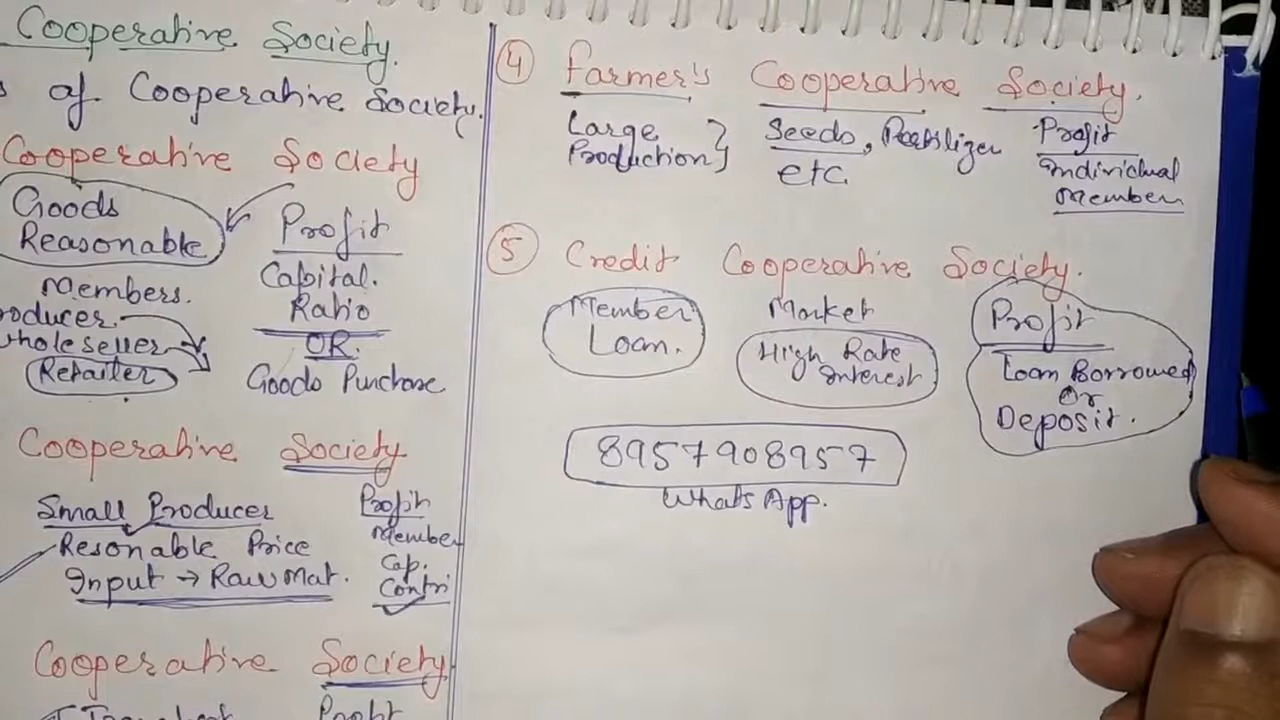 Cooperative Society.
s of Cooperative Society.
Cooperative Society
Goods
Reasonable
Members.
roducer.
wholeseller
Retailer
Profit
Capital.
Ratio
OR.
Goods Purchase
Cooperative Society
Small Producer
Resonable Price
Input → Raw Mat.
Profit
Member
Cap.
Contri
Cooperative Society
Profit
④ Farmer's Cooperative Society.
Large
Production }
Seeds, Fertilizer
etc.
Profit
Individual
Member
⑤ Credit Cooperative Society.
Member
Loan.
Market
High Rate
Interest
Profit
Loan Borrowed
Or
Deposit.
8957908957
WhatsApp.